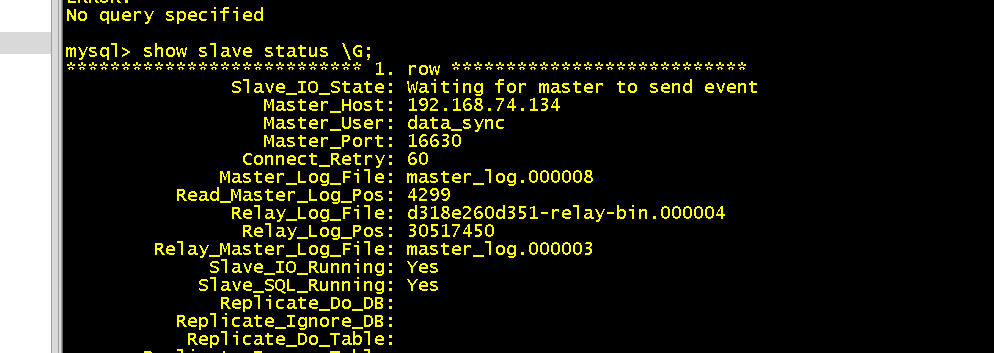 No query specified
mysql> show slave status \G;
*************************** 1. row ***************************
Slave_IO_State: Waiting for master to send event
Master_Host: 192.168.74.134
Master_User: data_sync
Master_Port: 16630
Connect_Retry: 60
Master_Log_File: master_log.000008
Read_Master_Log_Pos: 4299
Relay_Log_File: d318e260d351-relay-bin.000004
Relay_Log_Pos: 30517450
Relay_Master_Log_File: master_log.000003
Slave_IO_Running: Yes
Slave_SQL_Running: Yes
Replicate_Do_DB:
Replicate_Ignore_DB:
Replicate_Do_Table: